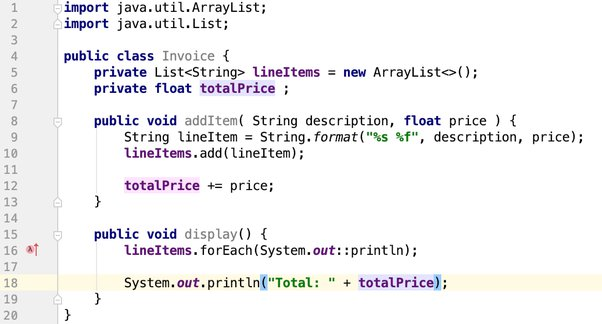 1 import java.util.ArrayList;
2 import java.util.List;
3
4 public class Invoice {
5     private List<String> lineItems = new ArrayList<>();
6     private float totalPrice ;
7
8     public void addItem( String description, float price ) {
9         String lineItem = String.format("%s %f", description, price);
10         lineItems.add(lineItem);
11
12         totalPrice += price;
13     }
14
15     public void display() {
16         lineItems.forEach(System.out::println);
17
18         System.out.println("Total: " + totalPrice);
19     }
20 }